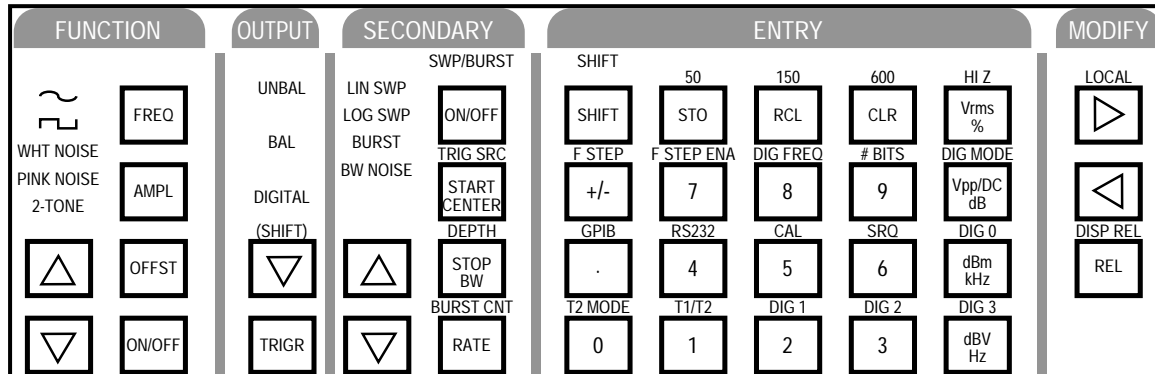 FUNCTION
OUTPUT
SECONDARY
ENTRY
MODIFY
WHT NOISE
PINK NOISE
2-TONE
FREQ
AMPL
OFFST
ON/OFF
UNBAL
BAL
DIGITAL
(SHIFT)
TRIGR
LIN SWP
LOG SWP
BURST
BW NOISE
SWP/BURST
ON/OFF
TRIG SRC
START
CENTER
DEPTH
STOP
BW
BURST CNT
RATE
SHIFT
50
150
600
HI Z
SHIFT
STO
RCL
CLR
Vrms
%
F STEP
F STEP ENA
DIG FREQ
# BITS
DIG MODE
+/-
7
8
9
Vpp/DC
dB
GPIB
RS232
CAL
SRQ
DIG 0
.
4
5
6
dBm
kHz
T2 MODE
T1/T2
DIG 1
DIG 2
DIG 3
0
1
2
3
dBV
Hz
LOCAL
DISP REL
REL